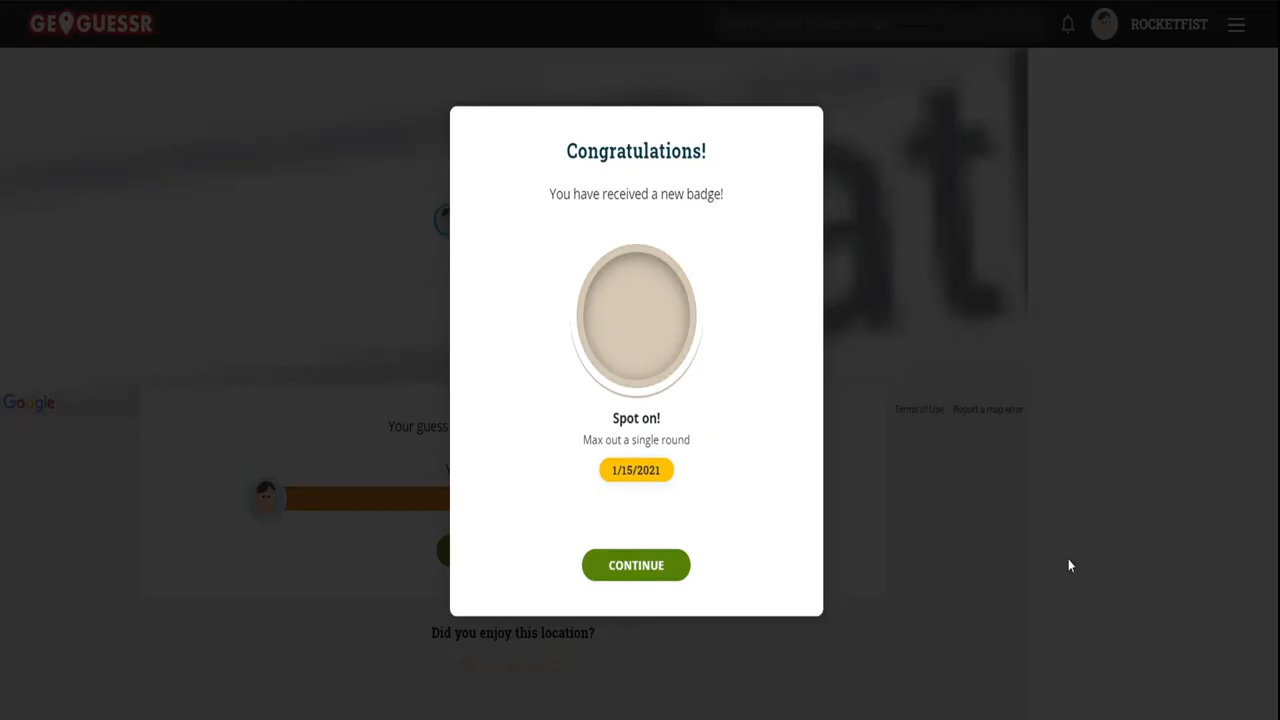 GEOGUESSR
ROCKETFIST
at
Congratulations!
You have received a new badge!
Google
Terms of Use Report a map error
Spot on!
Your guess
Max out a single round
1/15/2021
CONTINUE
Did you enjoy this location?